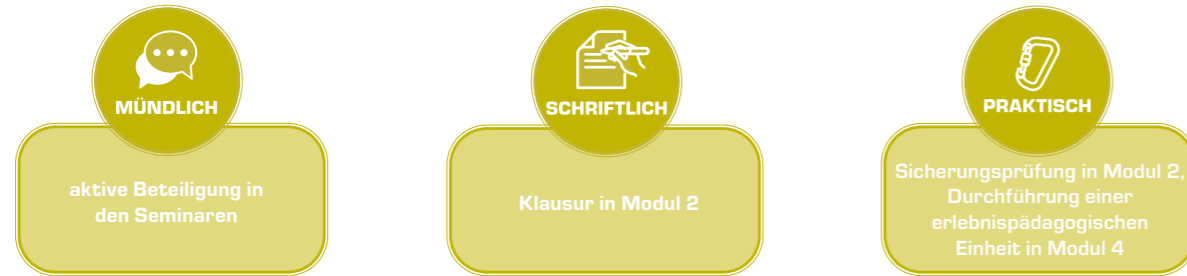 MÜNDLICH
aktive Beteiligung in
den Seminaren
SCHRIFTLICH
Klausur in Modul 2
PRAKTISCH
Sicherungsprüfung in Modul 2,
Durchführung einer
erlebnispädagogischen
Einheit in Modul 4